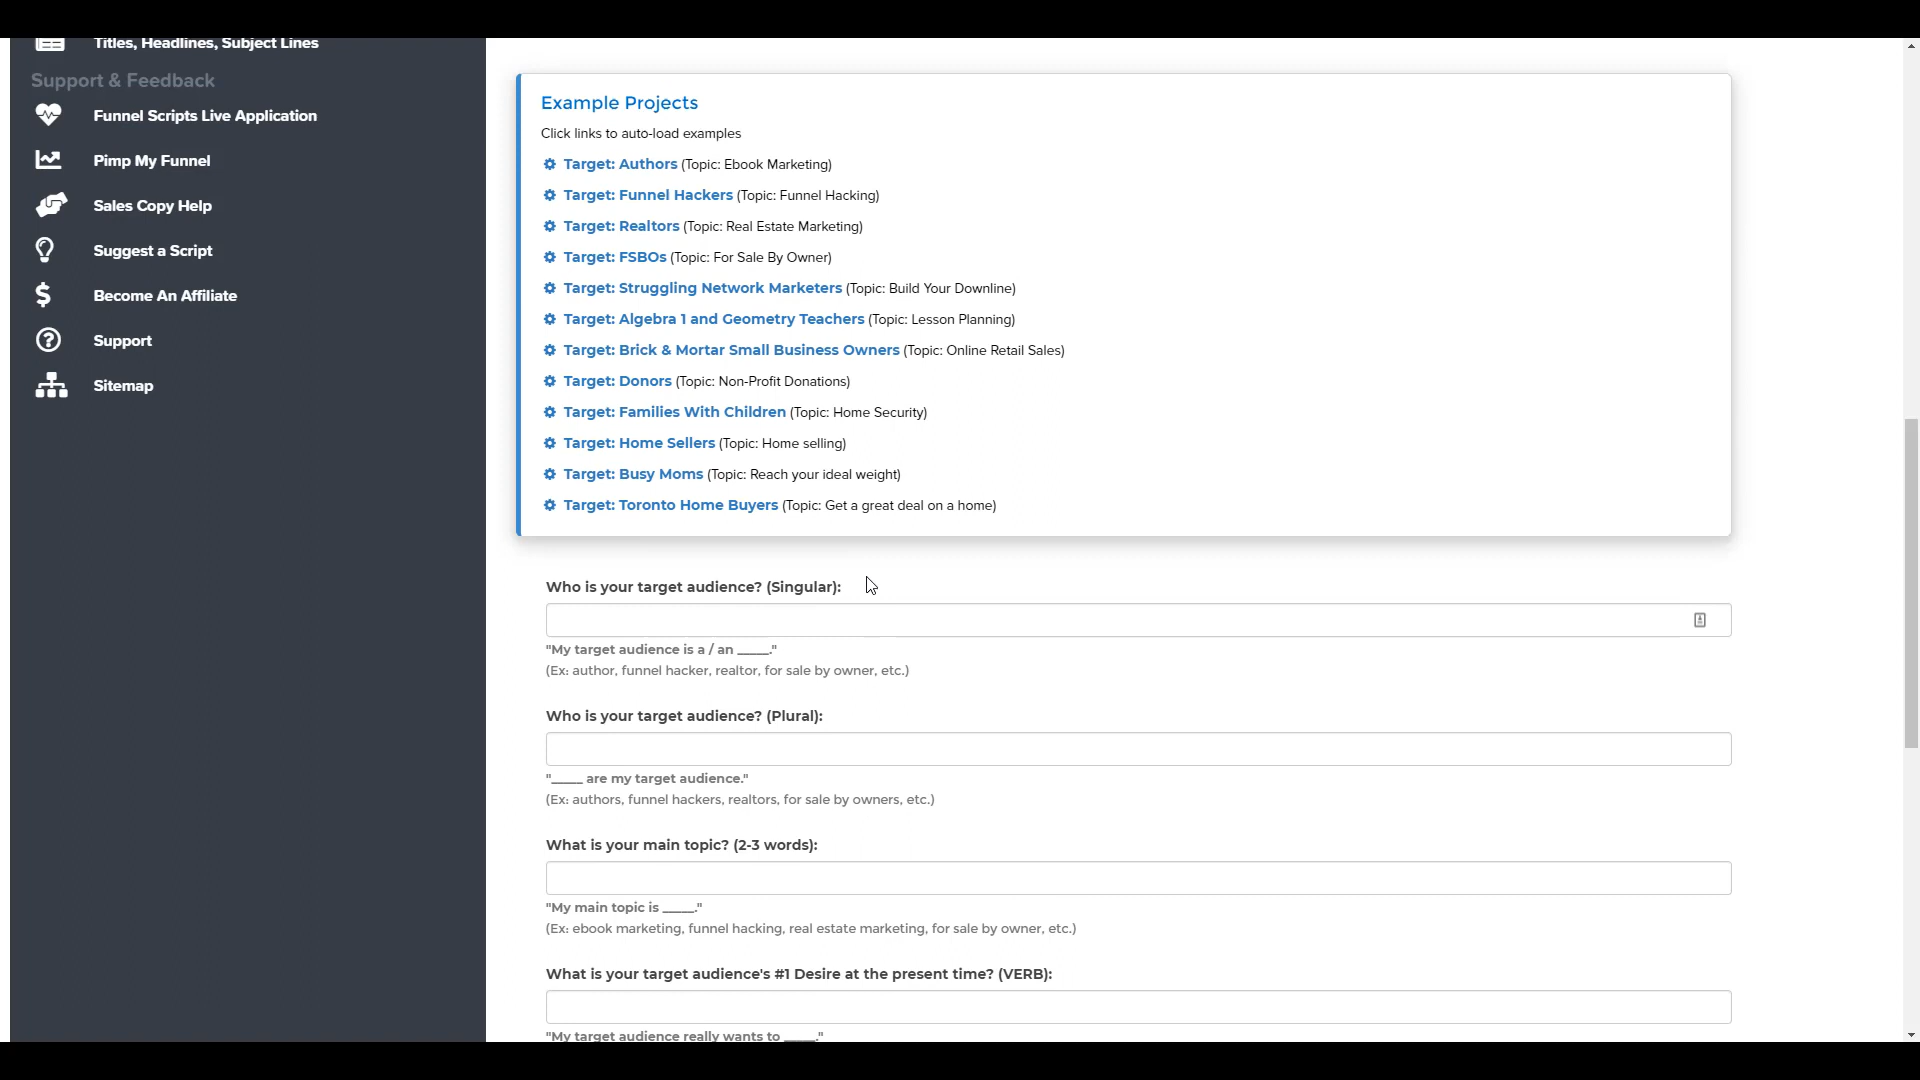 Titles, Headlines, Subject Lines
Support & Feedback
Funnel Scripts Live Application
Pimp My Funnel
Sales Copy Help
Suggest a Script
Become An Affiliate
Support
Sitemap
Example Projects
Click links to auto-load examples
Target: Authors (Topic: Ebook Marketing)
Target: Funnel Hackers (Topic: Funnel Hacking)
Target: Realtors (Topic: Real Estate Marketing)
Target: FSBOs (Topic: For Sale By Owner)
Target: Struggling Network Marketers (Topic: Build Your Downline)
Target: Algebra 1 and Geometry Teachers (Topic: Lesson Planning)
Target: Brick & Mortar Small Business Owners (Topic: Online Retail Sales)
Target: Donors (Topic: Non-Profit Donations)
Target: Families With Children (Topic: Home Security)
Target: Home Sellers (Topic: Home selling)
Target: Busy Moms (Topic: Reach your ideal weight)
Target: Toronto Home Buyers (Topic: Get a great deal on a home)
Who is your target audience? (Singular):
"My target audience is a / an _____."
(Ex: author, funnel hacker, realtor, for sale by owner, etc.)
Who is your target audience? (Plural):
"_____ are my target audience."
(Ex: authors, funnel hackers, realtors, for sale by owners, etc.)
What is your main topic? (2-3 words):
"My main topic is _____."
(Ex: ebook marketing, funnel hacking, real estate marketing, for sale by owner, etc.)
What is your target audience's #1 Desire at the present time? (VERB):
"My target audience really wants to _____."